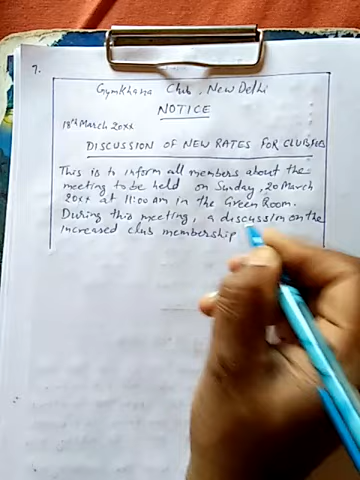 7.
Gymkhana Club, New Delhi
NOTICE
18th March 20xx
DISCUSSION OF NEW RATES FOR CLUB FEES
This is to inform all members about the
meeting to be held on Sunday, 20 March
20xx at 11:00 am in the Green Room.
During this meeting, a discussion on the
increased club membership